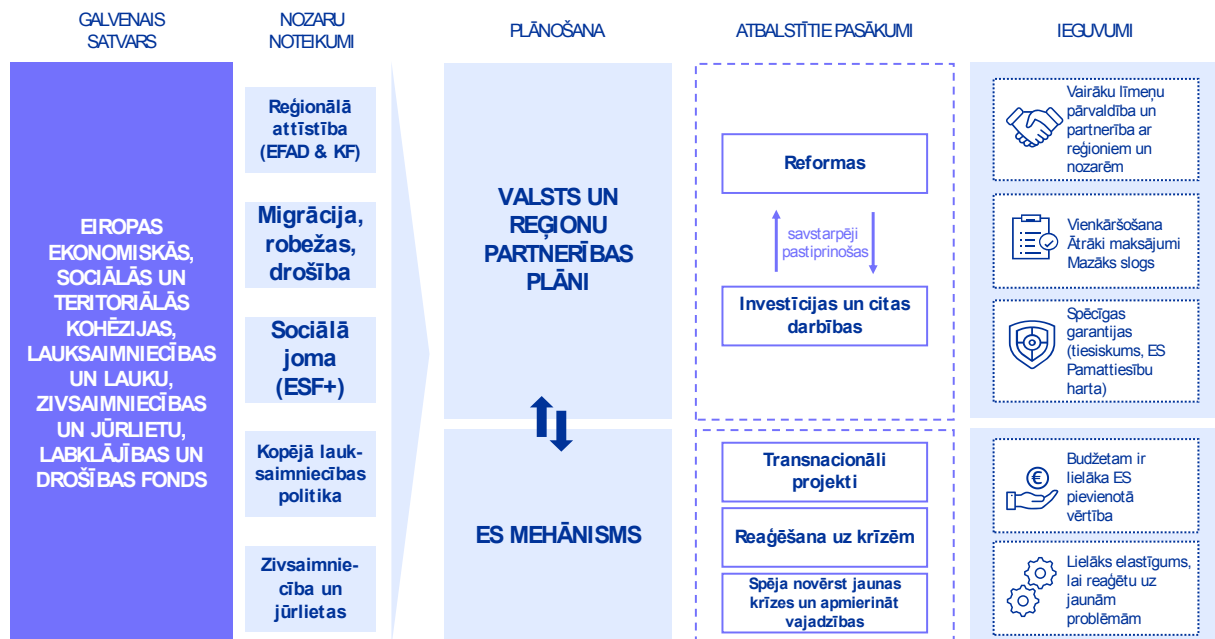 GALVENAIS
SATVARS
NOZARU
NOTEIKUMI
PLĀNOŠANA
ATBALSTĪTIE PASĀKUMI
IEGUVUMI
EIROPAS
EKONOMISKĀS,
SOCIĀLĀS UN
TERITORIĀLĀS
KOHĒZIJAS,
LAUKSAIMNIECĪBAS
UN LAUKU,
ZIVSAIMNIECĪBAS
UN JŪRLIETU,
LABKLĀJĪBAS UN
DROŠĪBAS FONDS
Reģionālā
attīstība
(EFAD & KF)
Migrācija,
robežas,
drošība
Sociālā
joma
(ESF+)
Kopējā lauk-
saimniecības
politika
Zivsaimnie-
cība un
jūrlietas
VALSTS UN
REĢIONU
PARTNERĪBAS
PLĀNI
ES MEHĀNISMS
Reformas
savstarpēji
pastiprinošas
Investīcijas un citas
darbības
Transnacionāli
projekti
Reaģēšana uz krīzēm
Spēja novērst jaunas
krīzes un apmierināt
vajadzības
Vairāku līmeņu
pārvaldība un
partnerība ar
reģioniem un
nozarēm
Vienkāršošana
Ātrāki maksājumi
Mazāks slogs
Spēcīgas
garantijas
(tiesiskums, ES
Pamattiesību
harta)
Budžetam ir
lielāka ES
pievienotā
vērtība
Lielāks elastīgums,
lai reaģētu uz
jaunām
problēmām